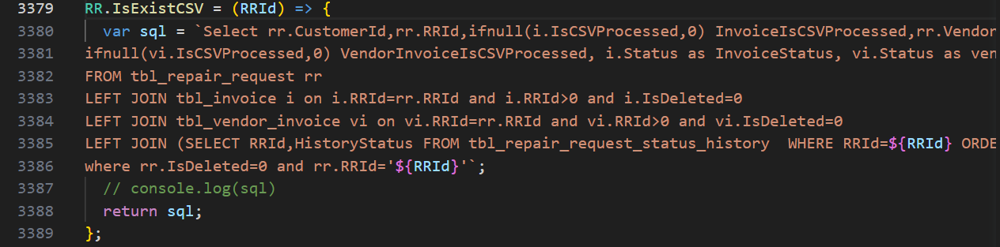 3379 RR.IsExistCSV = (RRId) => {
3380 var sql = `Select rr.CustomerId,rr.RRId,ifnull(i.IsCSVProcessed,0) InvoiceIsCSVProcessed,rr.Vendor
3381 ifnull(vi.IsCSVProcessed,0) VendorInvoiceIsCSVProcessed, i.Status as InvoiceStatus, vi.Status as ven
3382 FROM tbl_repair_request rr
3383 LEFT JOIN tbl_invoice i on i.RRId=rr.RRId and i.RRId>0 and i.IsDeleted=0
3384 LEFT JOIN tbl_vendor_invoice vi on vi.RRId=rr.RRId and vi.RRId>0 and vi.IsDeleted=0
3385 LEFT JOIN (SELECT RRId,HistoryStatus FROM tbl_repair_request_status_history  WHERE RRId=${RRId} ORDE
3386 where rr.IsDeleted=0 and rr.RRId='${RRId}'`;
3387 // console.log(sql)
3388 return sql;
3389 };